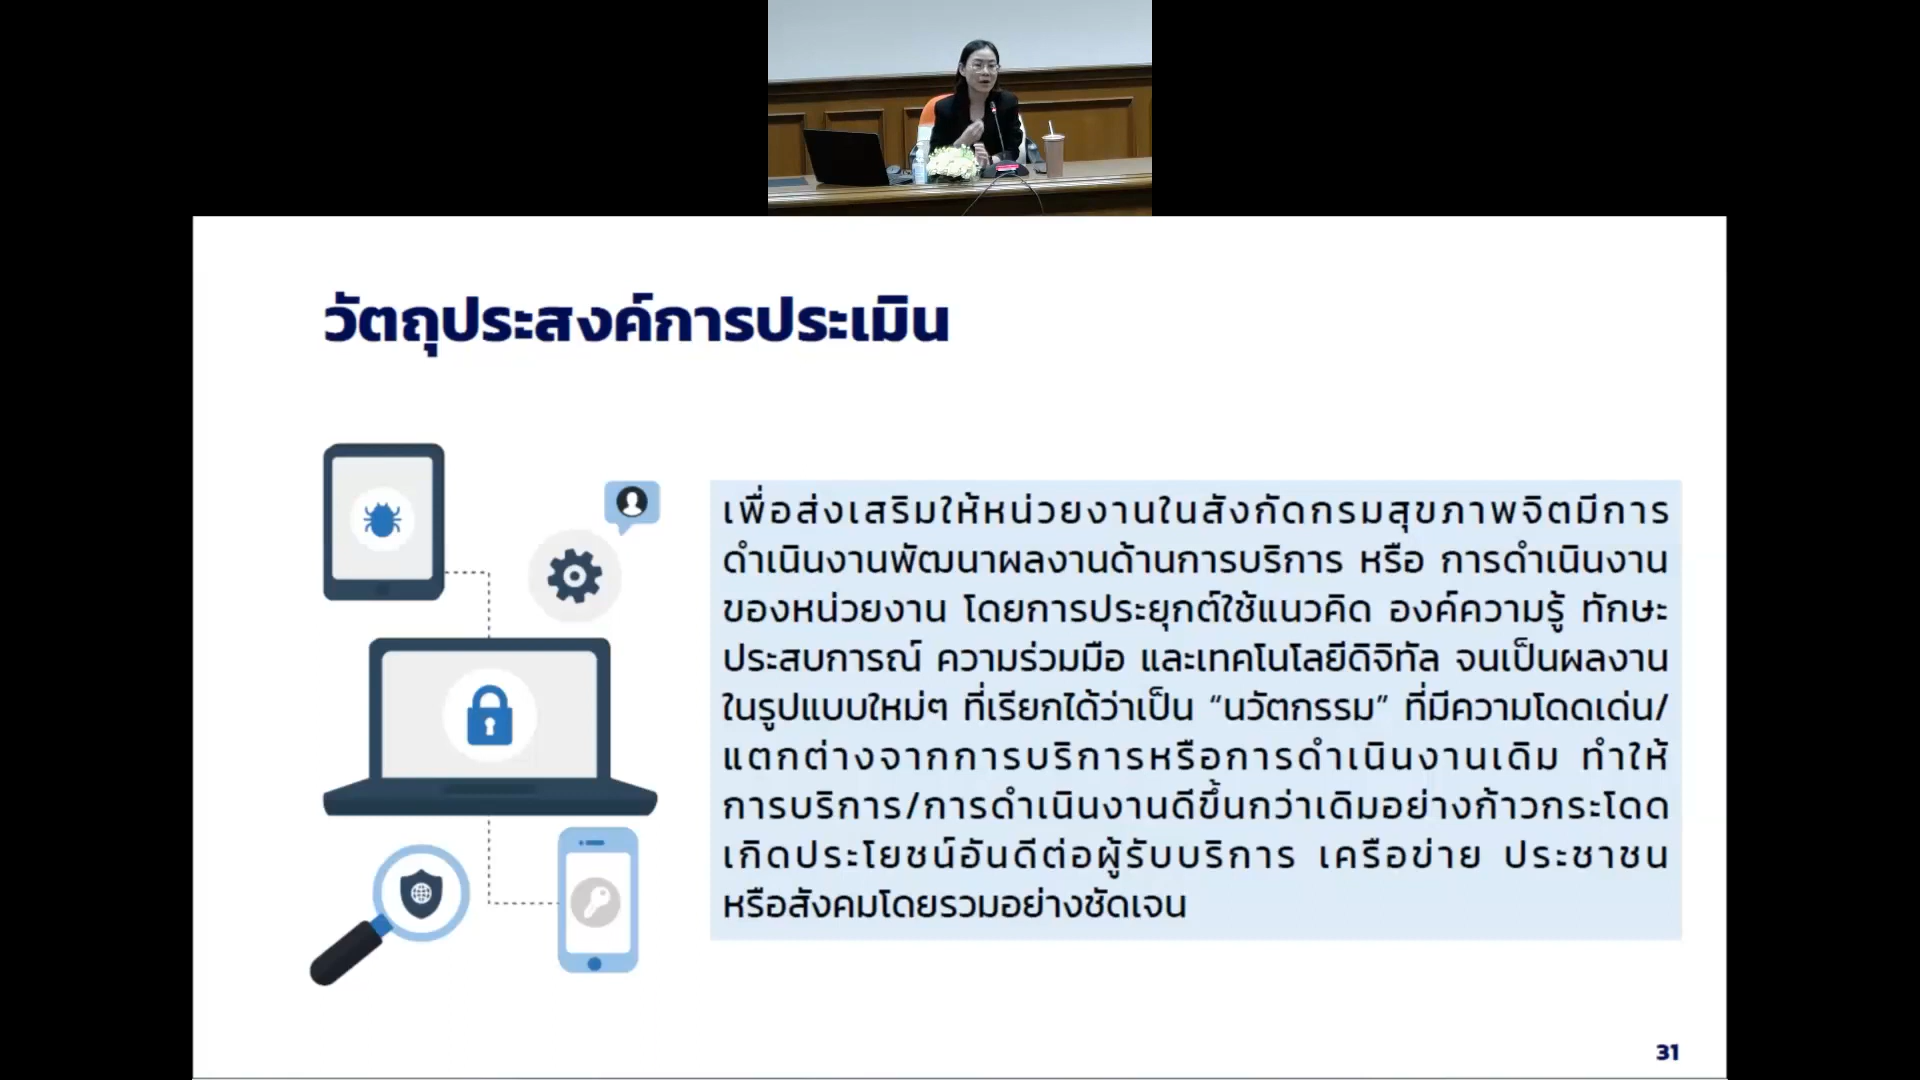 วัตถุประสงค์การประเมิน
เพื่อส่งเสริมให้หน่วยงานในสังกัดกรมสุขภาพจิตมีการ
ดำเนินงานพัฒนาผลงานด้านการบริการ หรือ การดำเนินงาน
ของหน่วยงาน โดยการประยุกต์ใช้แนวคิด องค์ความรู้ ทักษะ
ประสบการณ์ ความร่วมมือ และเทคโนโลยีดิจิทัล จนเป็นผลงาน
ในรูปแบบใหม่ๆ ที่เรียกได้ว่าเป็น “นวัตกรรม” ที่มีความโดดเด่น/
แตกต่างจากการบริการหรือการดำเนินงานเดิม ทำให้
การบริการ/การดำเนินงานดีขึ้นกว่าเดิมอย่างก้าวกระโดด
เกิดประโยชน์อันดีต่อผู้รับบริการ เครือข่าย ประชาชน
หรือสังคมโดยรวมอย่างชัดเจน
31